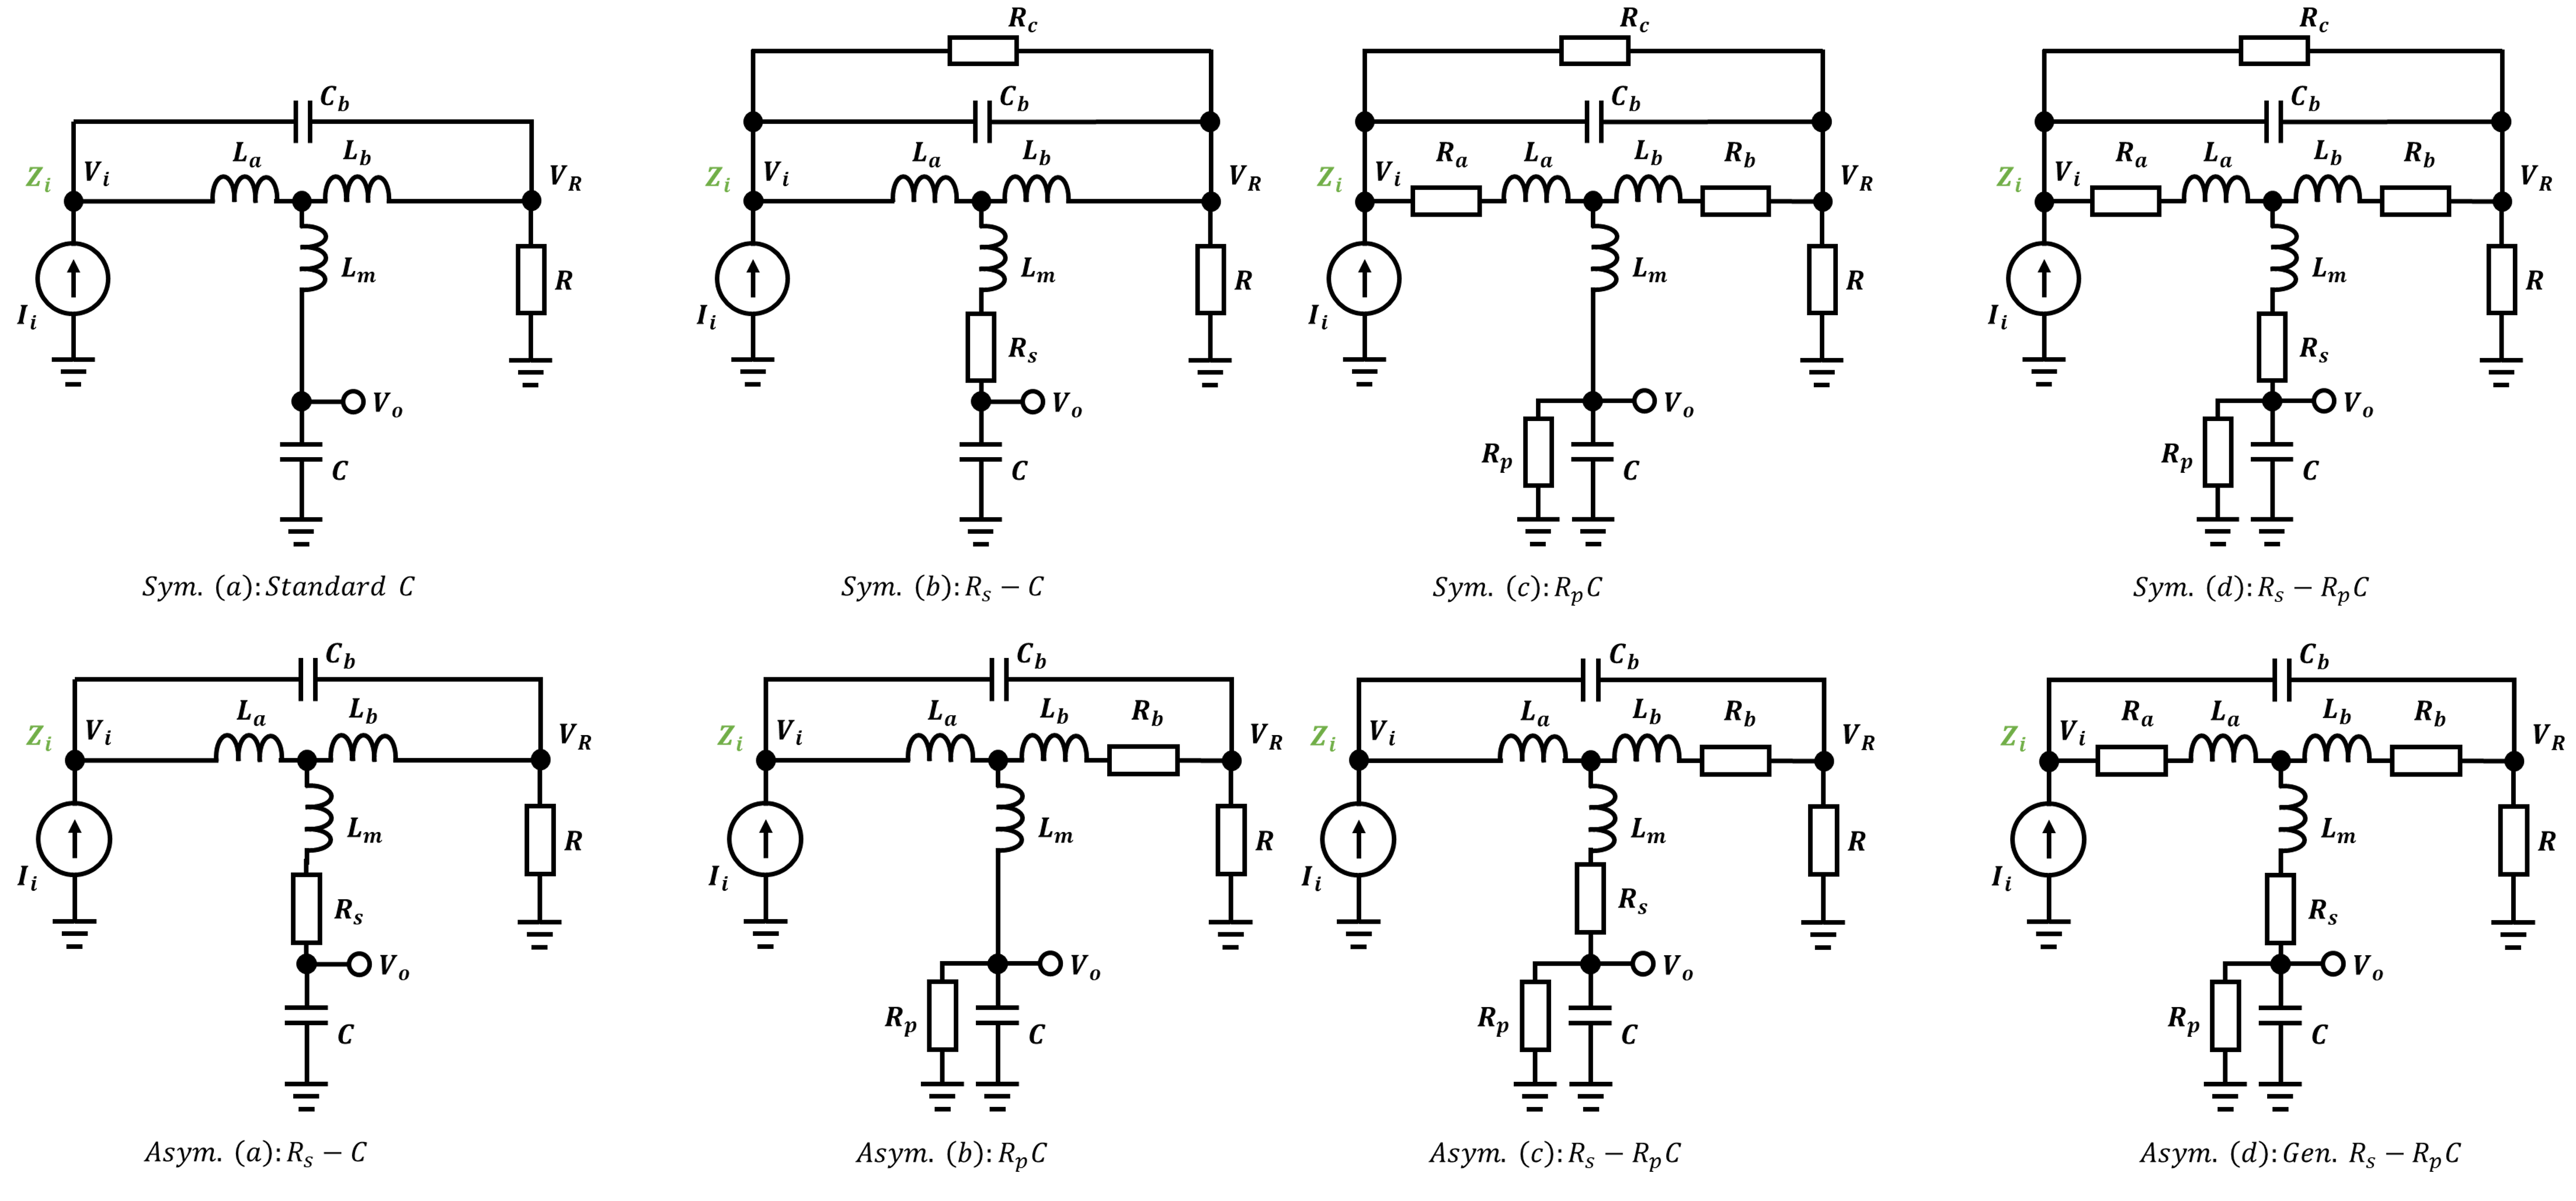 R_c R_c R_c
C_b C_b C_b C_b
L_a L_b L_a L_b R_a L_a L_b R_b R_a L_a L_b R_b
Z_i V_i V_R Z_i V_i V_R Z_i V_i V_R Z_i V_i V_R
I_i L_m R I_i L_m R I_i L_m R I_i L_m R
R_s R_s
V_o V_o V_o V_o
C C R_p C R_p C
Sym. (a): Standard C Sym. (b): R_s − C Sym. (c): R_pC Sym. (d): R_s − R_pC
C_b C_b C_b C_b
L_a L_b L_a L_b R_b L_a L_b R_b R_a L_a L_b R_b
Z_i V_i V_R Z_i V_i V_R Z_i V_i V_R Z_i V_i V_R
L_m R L_m R L_m R L_m R
I_i R_s I_i I_i R_s I_i R_s
V_o V_o V_o V_o
C R_p C R_p C R_p C
Asym. (a): R_s − C Asym. (b): R_pC Asym. (c): R_s − R_pC Asym. (d): Gen. R_s − R_pC